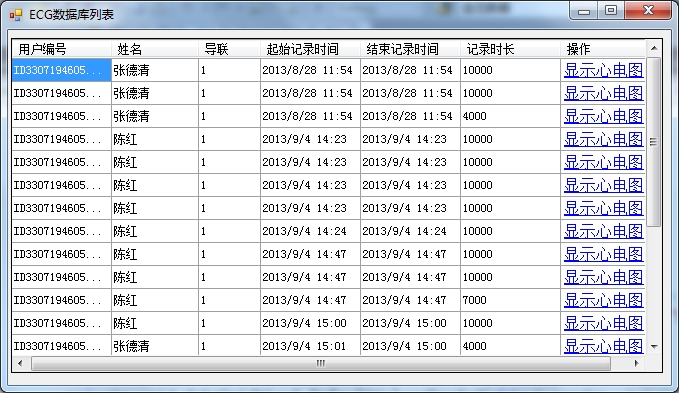 ECG数据库列表
用户编号 姓名 导联 起始记录时间 结束记录时间 记录时长 操作
ID3307194605... 张德清 1 2013/8/28 11:54 2013/8/28 11:54 10000 显示心电图
ID3307194605... 张德清 1 2013/8/28 11:54 2013/8/28 11:54 10000 显示心电图
ID3307194605... 张德清 1 2013/8/28 11:54 2013/8/28 11:54 4000 显示心电图
ID3307194605... 陈红 1 2013/9/4 14:23 2013/9/4 14:23 10000 显示心电图
ID3307194605... 陈红 1 2013/9/4 14:23 2013/9/4 14:23 10000 显示心电图
ID3307194605... 陈红 1 2013/9/4 14:23 2013/9/4 14:23 10000 显示心电图
ID3307194605... 陈红 1 2013/9/4 14:23 2013/9/4 14:23 10000 显示心电图
ID3307194605... 陈红 1 2013/9/4 14:24 2013/9/4 14:24 10000 显示心电图
ID3307194605... 陈红 1 2013/9/4 14:47 2013/9/4 14:47 10000 显示心电图
ID3307194605... 陈红 1 2013/9/4 14:47 2013/9/4 14:47 10000 显示心电图
ID3307194605... 陈红 1 2013/9/4 14:47 2013/9/4 14:47 7000 显示心电图
ID3307194605... 陈红 1 2013/9/4 15:00 2013/9/4 15:00 10000 显示心电图
ID3307194605... 张德清 1 2013/9/4 15:01 2013/9/4 15:00 4000 显示心电图